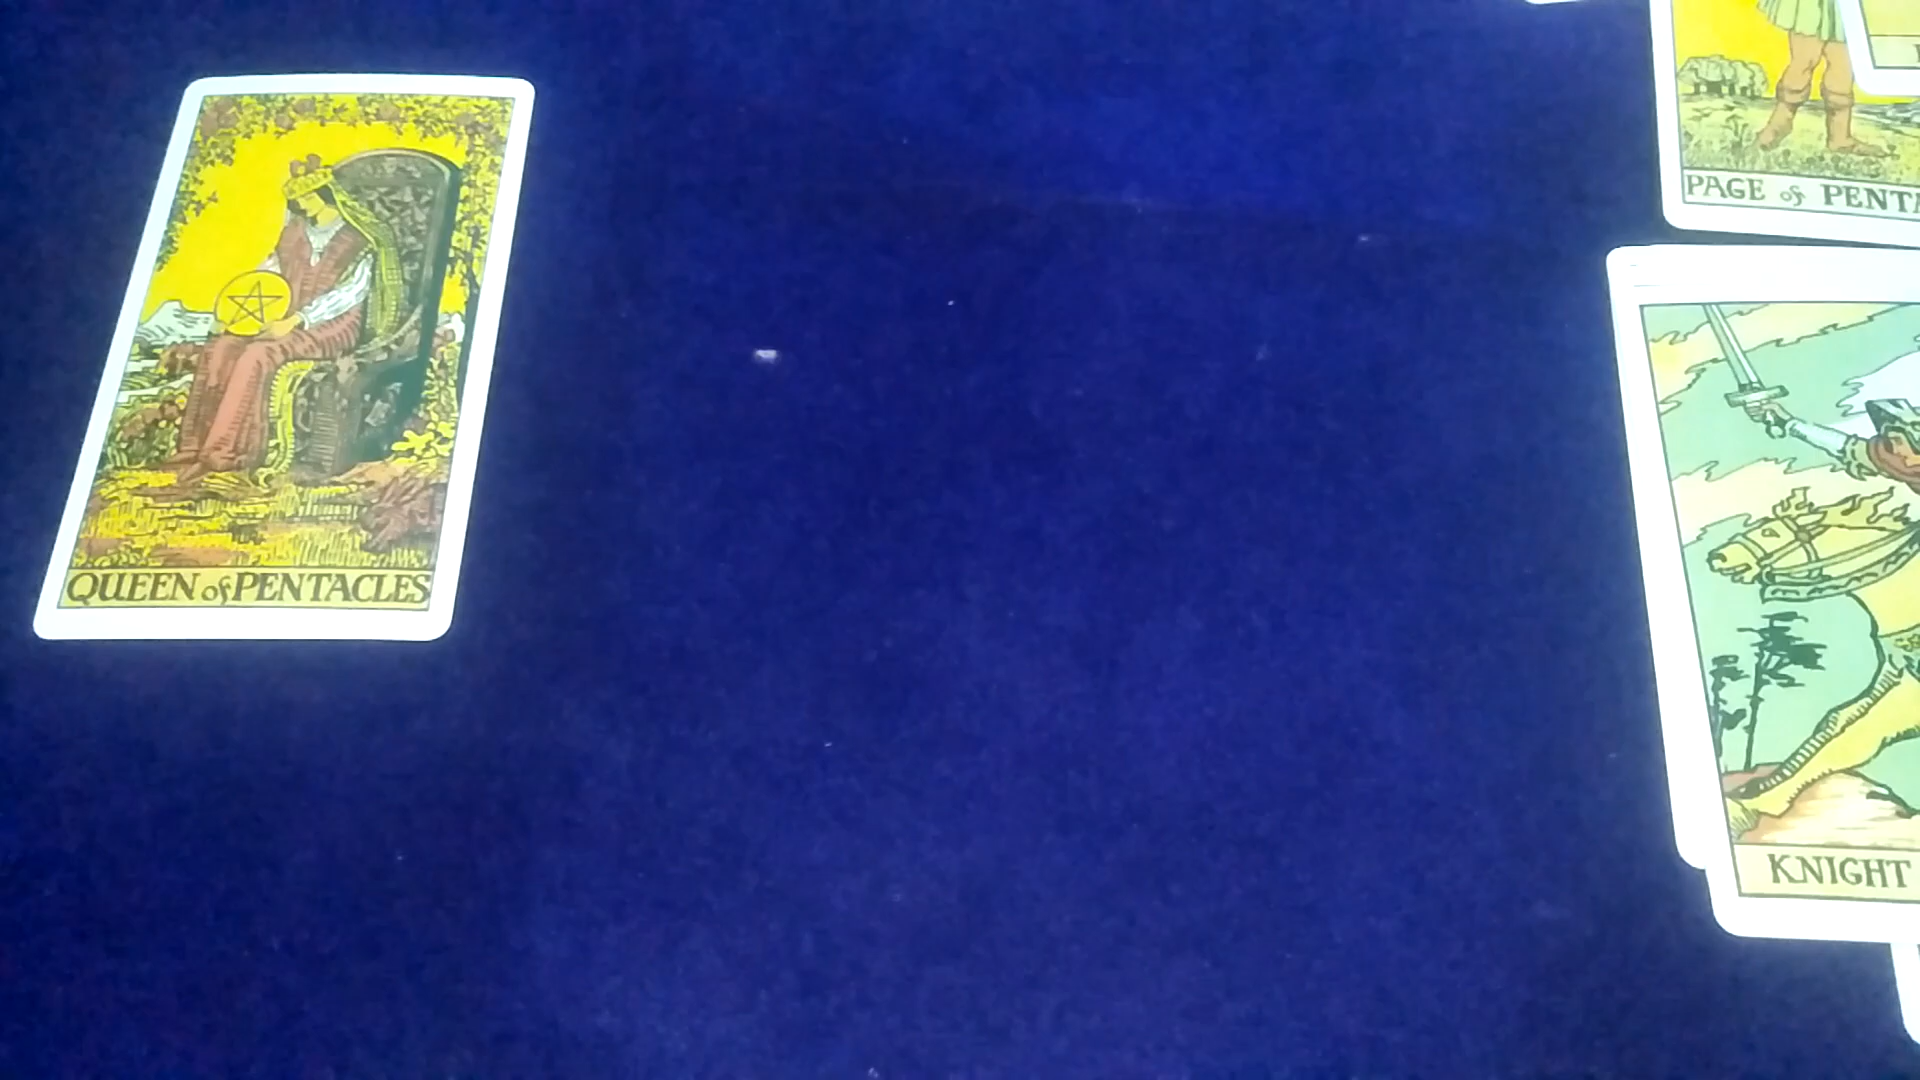 QUEEN of PENTACLES
PAGE of PENTA
KNIGHT